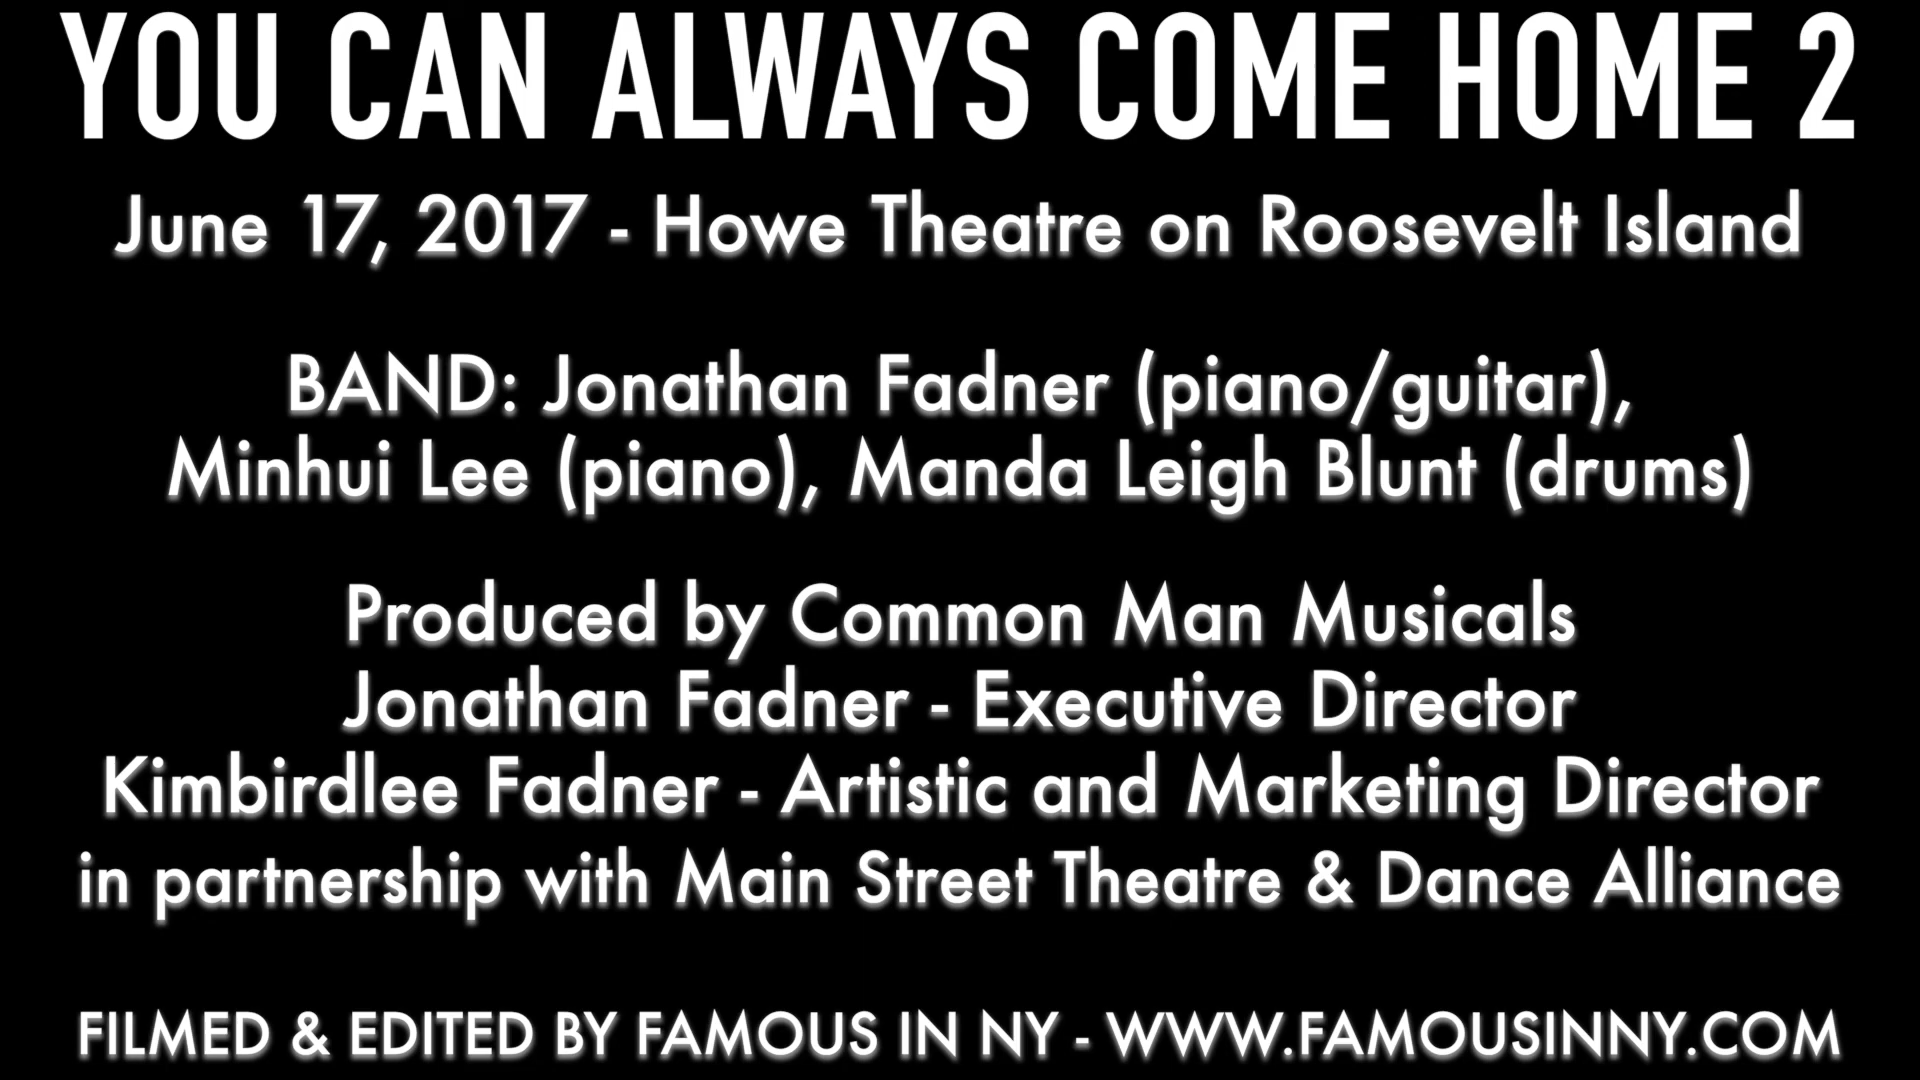 YOU CAN ALWAYS COME HOME 2
June 17, 2017 - Howe Theatre on Roosevelt Island
BAND: Jonathan Fadner (piano/guitar),
Minhui Lee (piano), Manda Leigh Blunt (drums)
Produced by Common Man Musicals
Jonathan Fadner - Executive Director
Kimbirdlee Fadner - Artistic and Marketing Director
in partnership with Main Street Theatre & Dance Alliance
FILMED & EDITED BY FAMOUS IN NY - WWW.FAMOUSINNY.COM